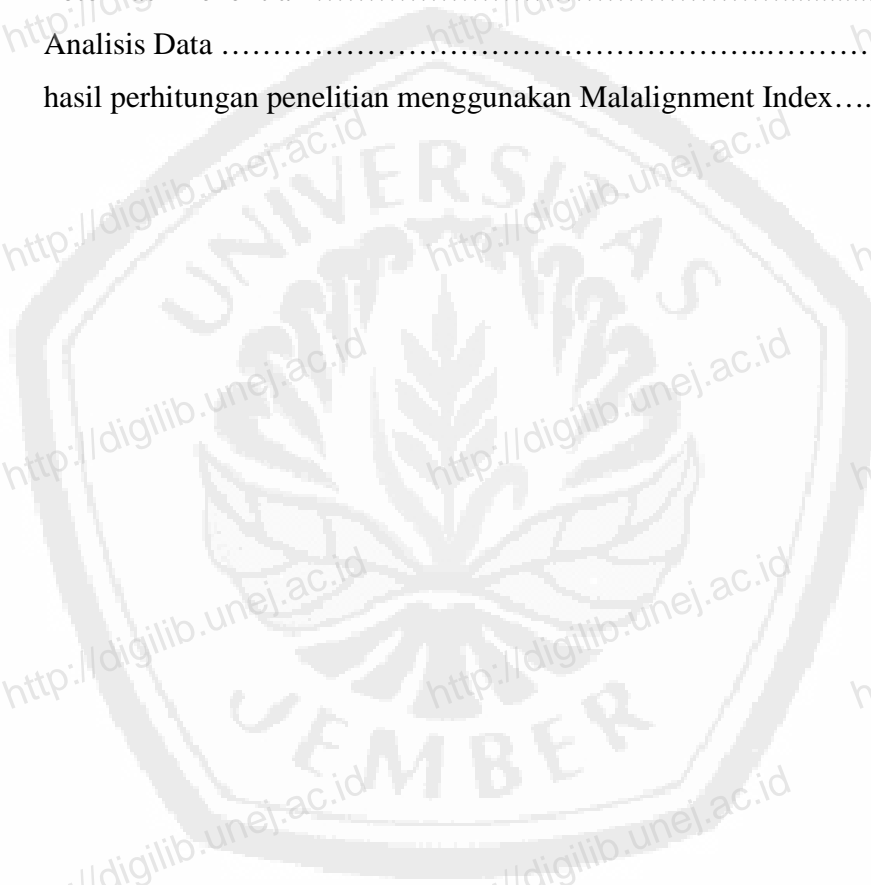 Analisis Data ……………………………………………..………
hasil perhitungan penelitian menggunakan Malalignment Index….
http://digilib.unej.ac.id
http://digilib.unej.ac.id
http://digilib.unej.ac.id
http://digilib.unej.ac.id
http://digilib.unej.ac.id
http://digilib.unej.ac.id
//digilib.unej.ac.id
//digilib.unej.ac.id
UNIVERSITAS
JEMBER